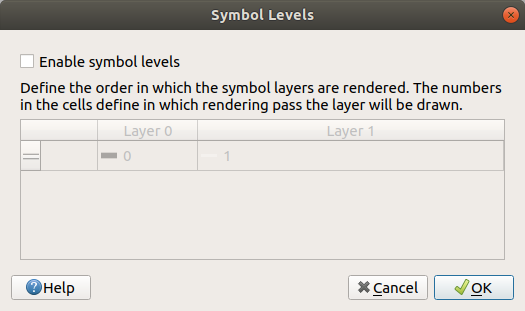 Symbol Levels
Enable symbol levels
Define the order in which the symbol layers are rendered. The numbers
in the cells define in which rendering pass the layer will be drawn.
Layer 0 Layer 1
0 1
Help Cancel OK